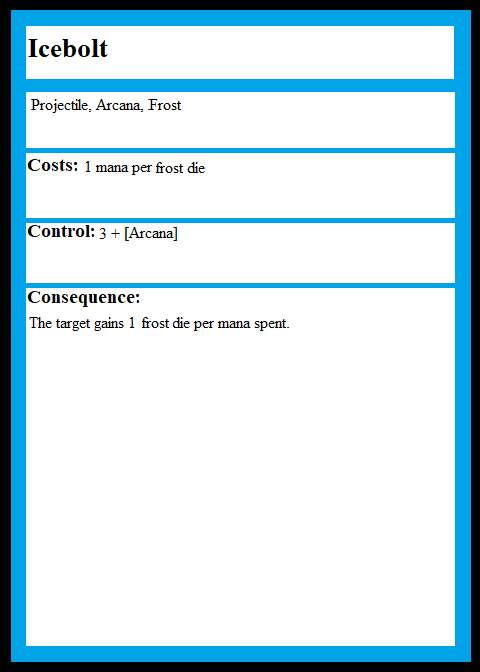 Icebolt
Projectile, Arcana, Frost
Costs: 1 mana per frost die
Control: 3 + [Arcana]
Consequence:
The target gains 1 frost die per mana spent.